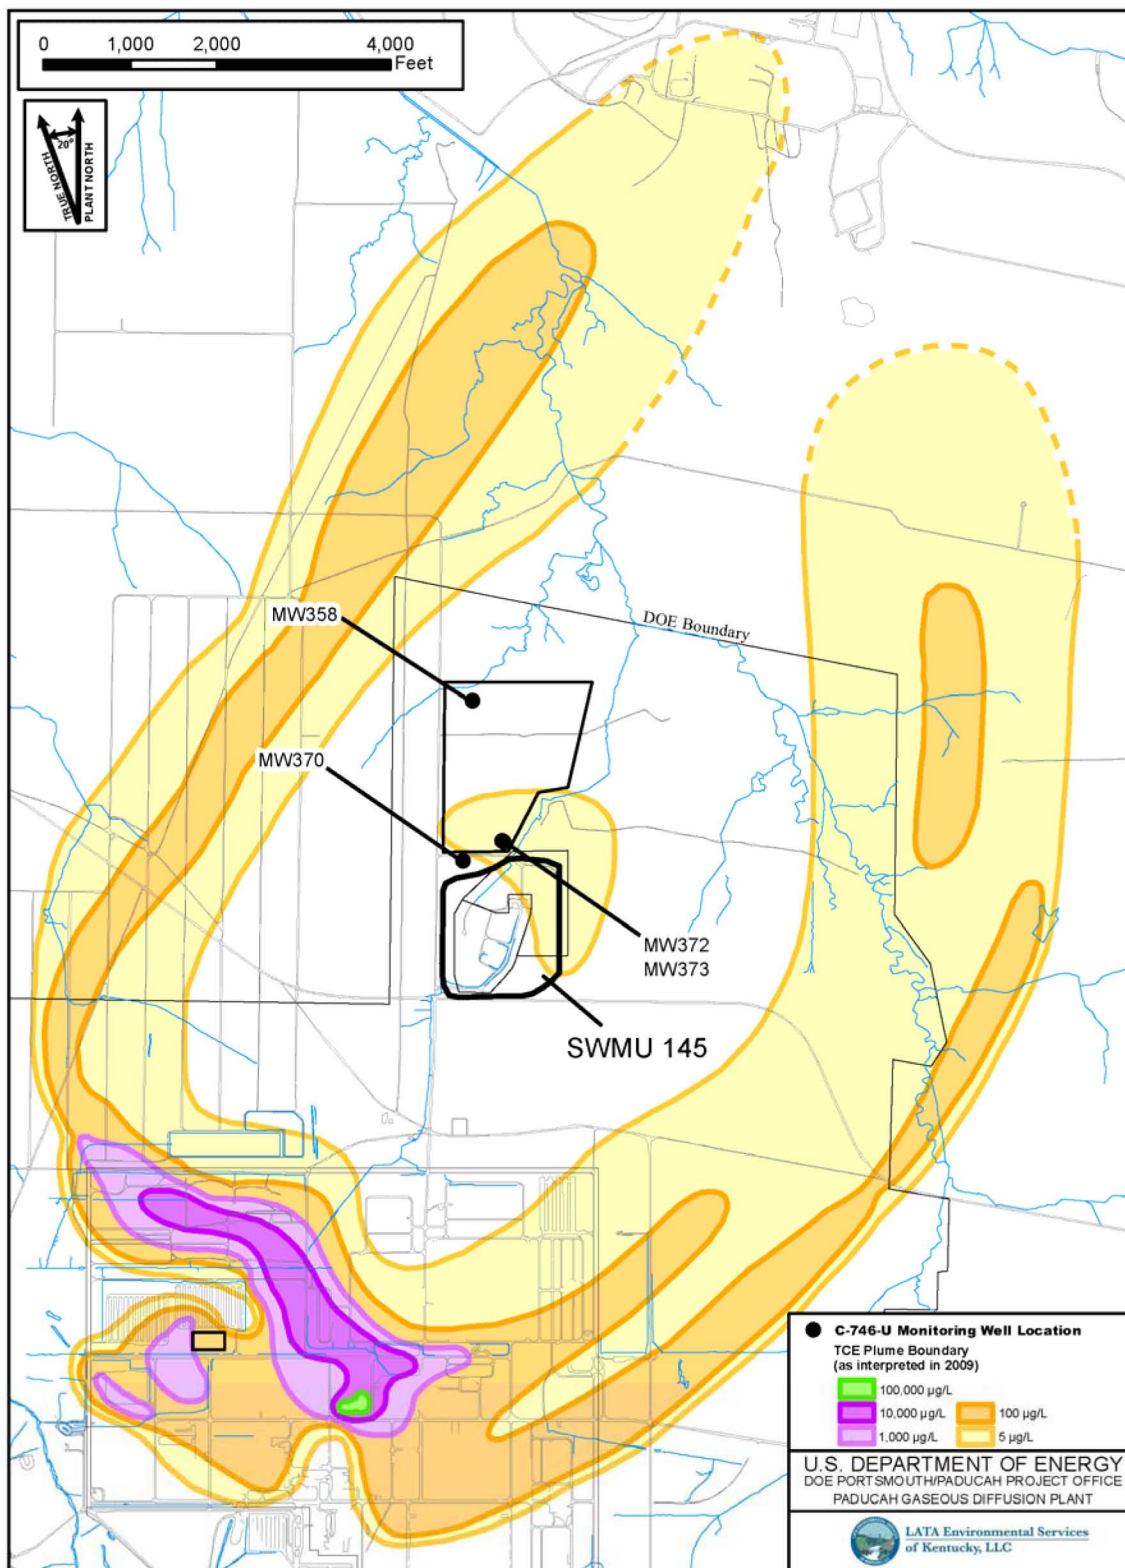 0 1,000 2,000 4,000
Feet
20°
TRUE NORTH
PLANT NORTH
MW358
DOE Boundary
MW370
MW372
MW373
SWMU 145
C-746-U Monitoring Well Location
TCE Plume Boundary
(as interpreted in 2009)
100,000 µg/L
10,000 µg/L
100 µg/L
1,000 µg/L
5 µg/L
U.S. DEPARTMENT OF ENERGY
DOE PORTSMOUTH/PADUCAH PROJECT OFFICE
PADUCAH GASEOUS DIFFUSION PLANT
LATA Environmental Services
of Kentucky, LLC